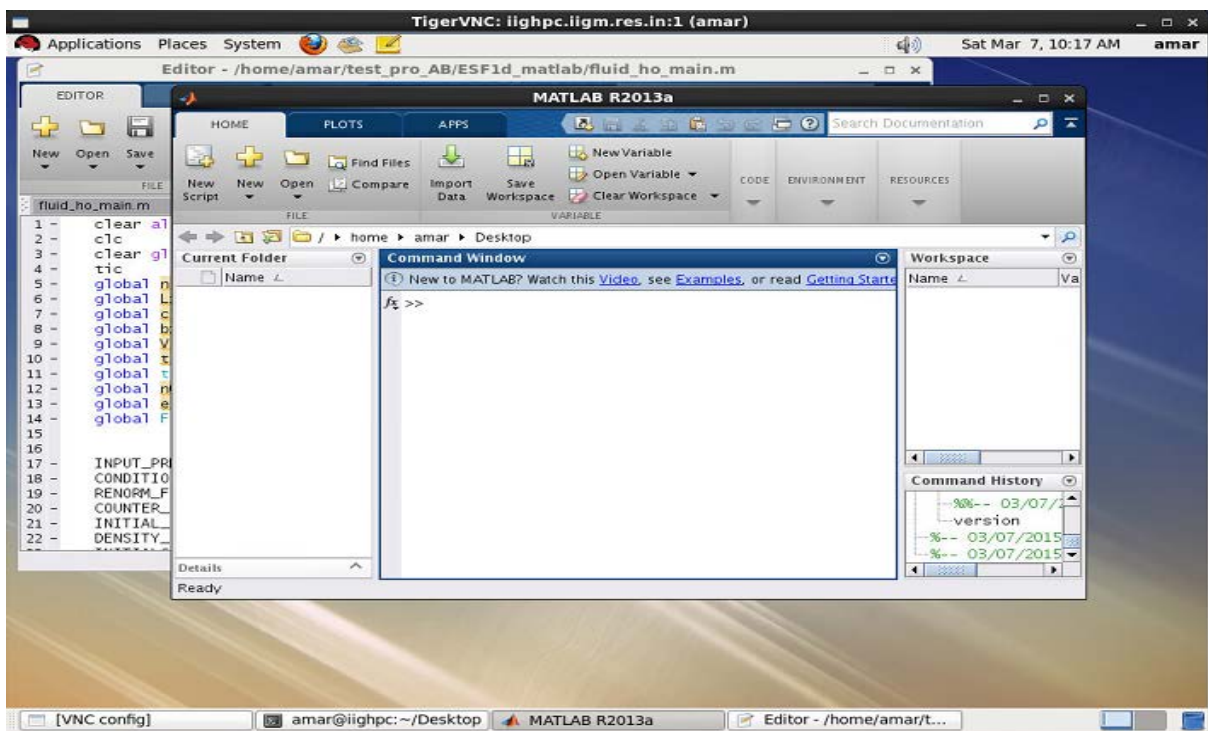 TigerVNC: iighpc.iigm.res.in:1 (amar)
Applications Places System Sat Mar 7, 10:17 AM amar
Editor - /home/amar/test_pro_AB/ESF1d_matlab/fluid_ho_main.m
EDITOR
New Open Save
FILE
fluid_ho_main.m
1 - clear al
2 - clc
3 - clear gl
4 - tic
5 - global n
6 - global L
7 - global c
8 - global b
9 - global V
10 - global t
11 - global t
12 - global n
13 - global e
14 - global F
15
16
17 - INPUT_PR
18 - CONDITIO
19 - RENORM_F
20 - COUNTER_
21 - INITIAL_
22 - DENSITY_
MATLAB R2013a
HOME PLOTS APPS Search Documentation
New Script
New
Open
Find Files
Compare
Import Data
Save Workspace
New Variable
Open Variable
Clear Workspace
CODE ENVIRONMENT RESOURCES
FILE VARIABLE
/ home amar Desktop
Current Folder
Name
Details
Ready
Command Window
New to MATLAB? Watch this Video, see Examples, or read Getting Starte
fx >>
Workspace
Name Va
Command History
%%-- 03/07/2
version
%-- 03/07/2015
%-- 03/07/2015
[VNC config] amar@iighpc:~/Desktop MATLAB R2013a Editor - /home/amar/t...